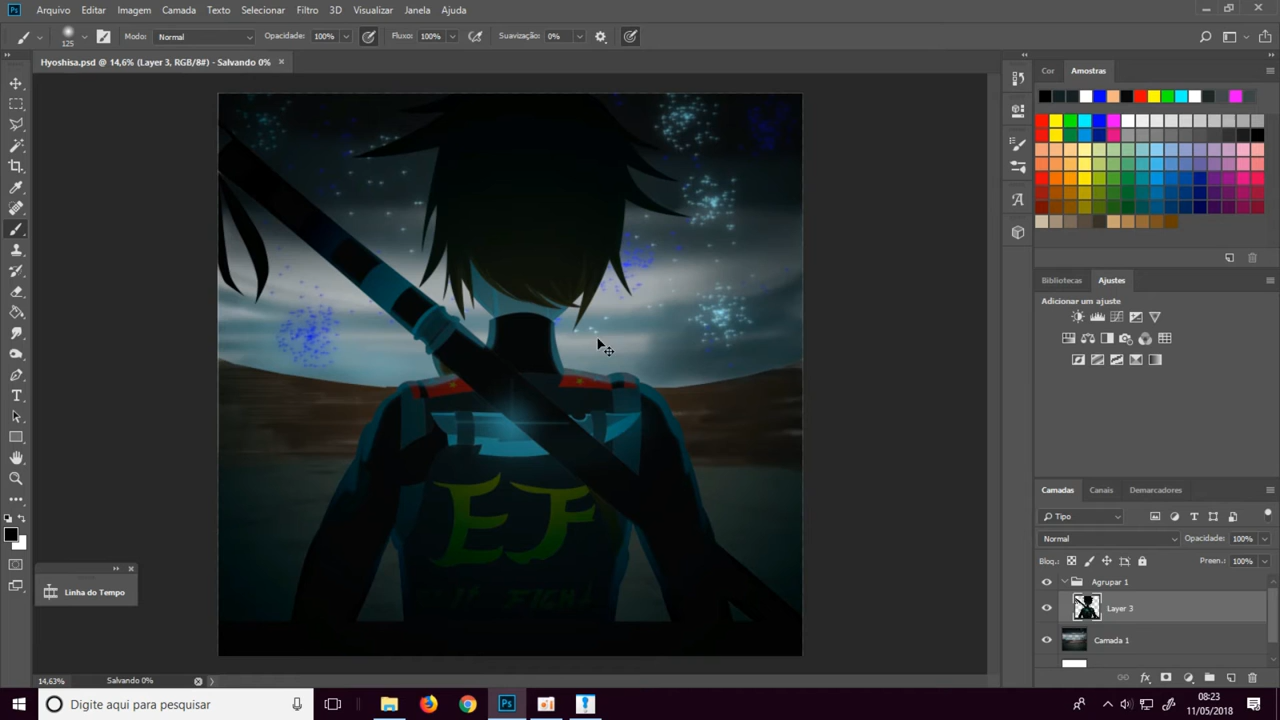 Ps Arquivo Editar Imagem Camada Texto Selecionar Filtro 3D Visualizar Janela Ajuda
125 Modo: Normal Opacidade: 100% Fluxo: 100% Suavização: 0%
Hyoshisa.psd @ 14,6% (Layer 3, RGB/8#) - Salvando 0%
Cor Amostras
Bibliotecas Ajustes
Adicionar um ajuste
EF
Camadas Canais Demarcadores
Tipo
Normal Opacidade: 100%
Bloq.: Preen.: 100%
Agrupar 1
Layer 3
Camada 1
Linha do Tempo
14,63% Salvando 0%
Digite aqui para pesquisar
Ps
08:23
11/05/2018